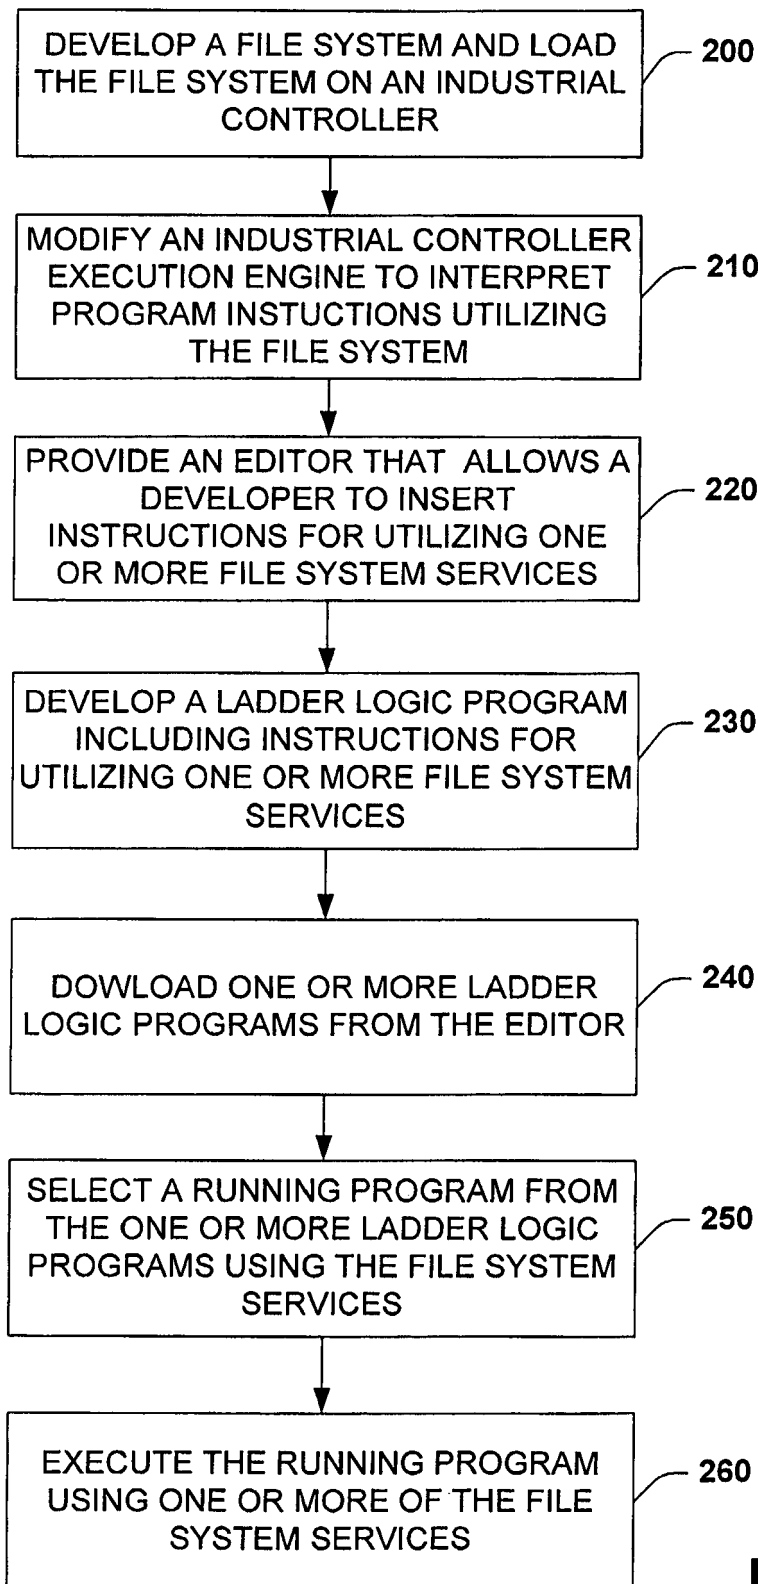 DEVELOP A FILE SYSTEM AND LOAD
THE FILE SYSTEM ON AN INDUSTRIAL
CONTROLLER
200
MODIFY AN INDUSTRIAL CONTROLLER
EXECUTION ENGINE TO INTERPRET
PROGRAM INSTUCTIONS UTILIZING
THE FILE SYSTEM
210
PROVIDE AN EDITOR THAT ALLOWS A
DEVELOPER TO INSERT
INSTRUCTIONS FOR UTILIZING ONE
OR MORE FILE SYSTEM SERVICES
220
DEVELOP A LADDER LOGIC PROGRAM
INCLUDING INSTRUCTIONS FOR
UTILIZING ONE OR MORE FILE SYSTEM
SERVICES
230
DOWLOAD ONE OR MORE LADDER
LOGIC PROGRAMS FROM THE EDITOR
240
SELECT A RUNNING PROGRAM FROM
THE ONE OR MORE LADDER LOGIC
PROGRAMS USING THE FILE SYSTEM
SERVICES
250
EXECUTE THE RUNNING PROGRAM
USING ONE OR MORE OF THE FILE
SYSTEM SERVICES
260